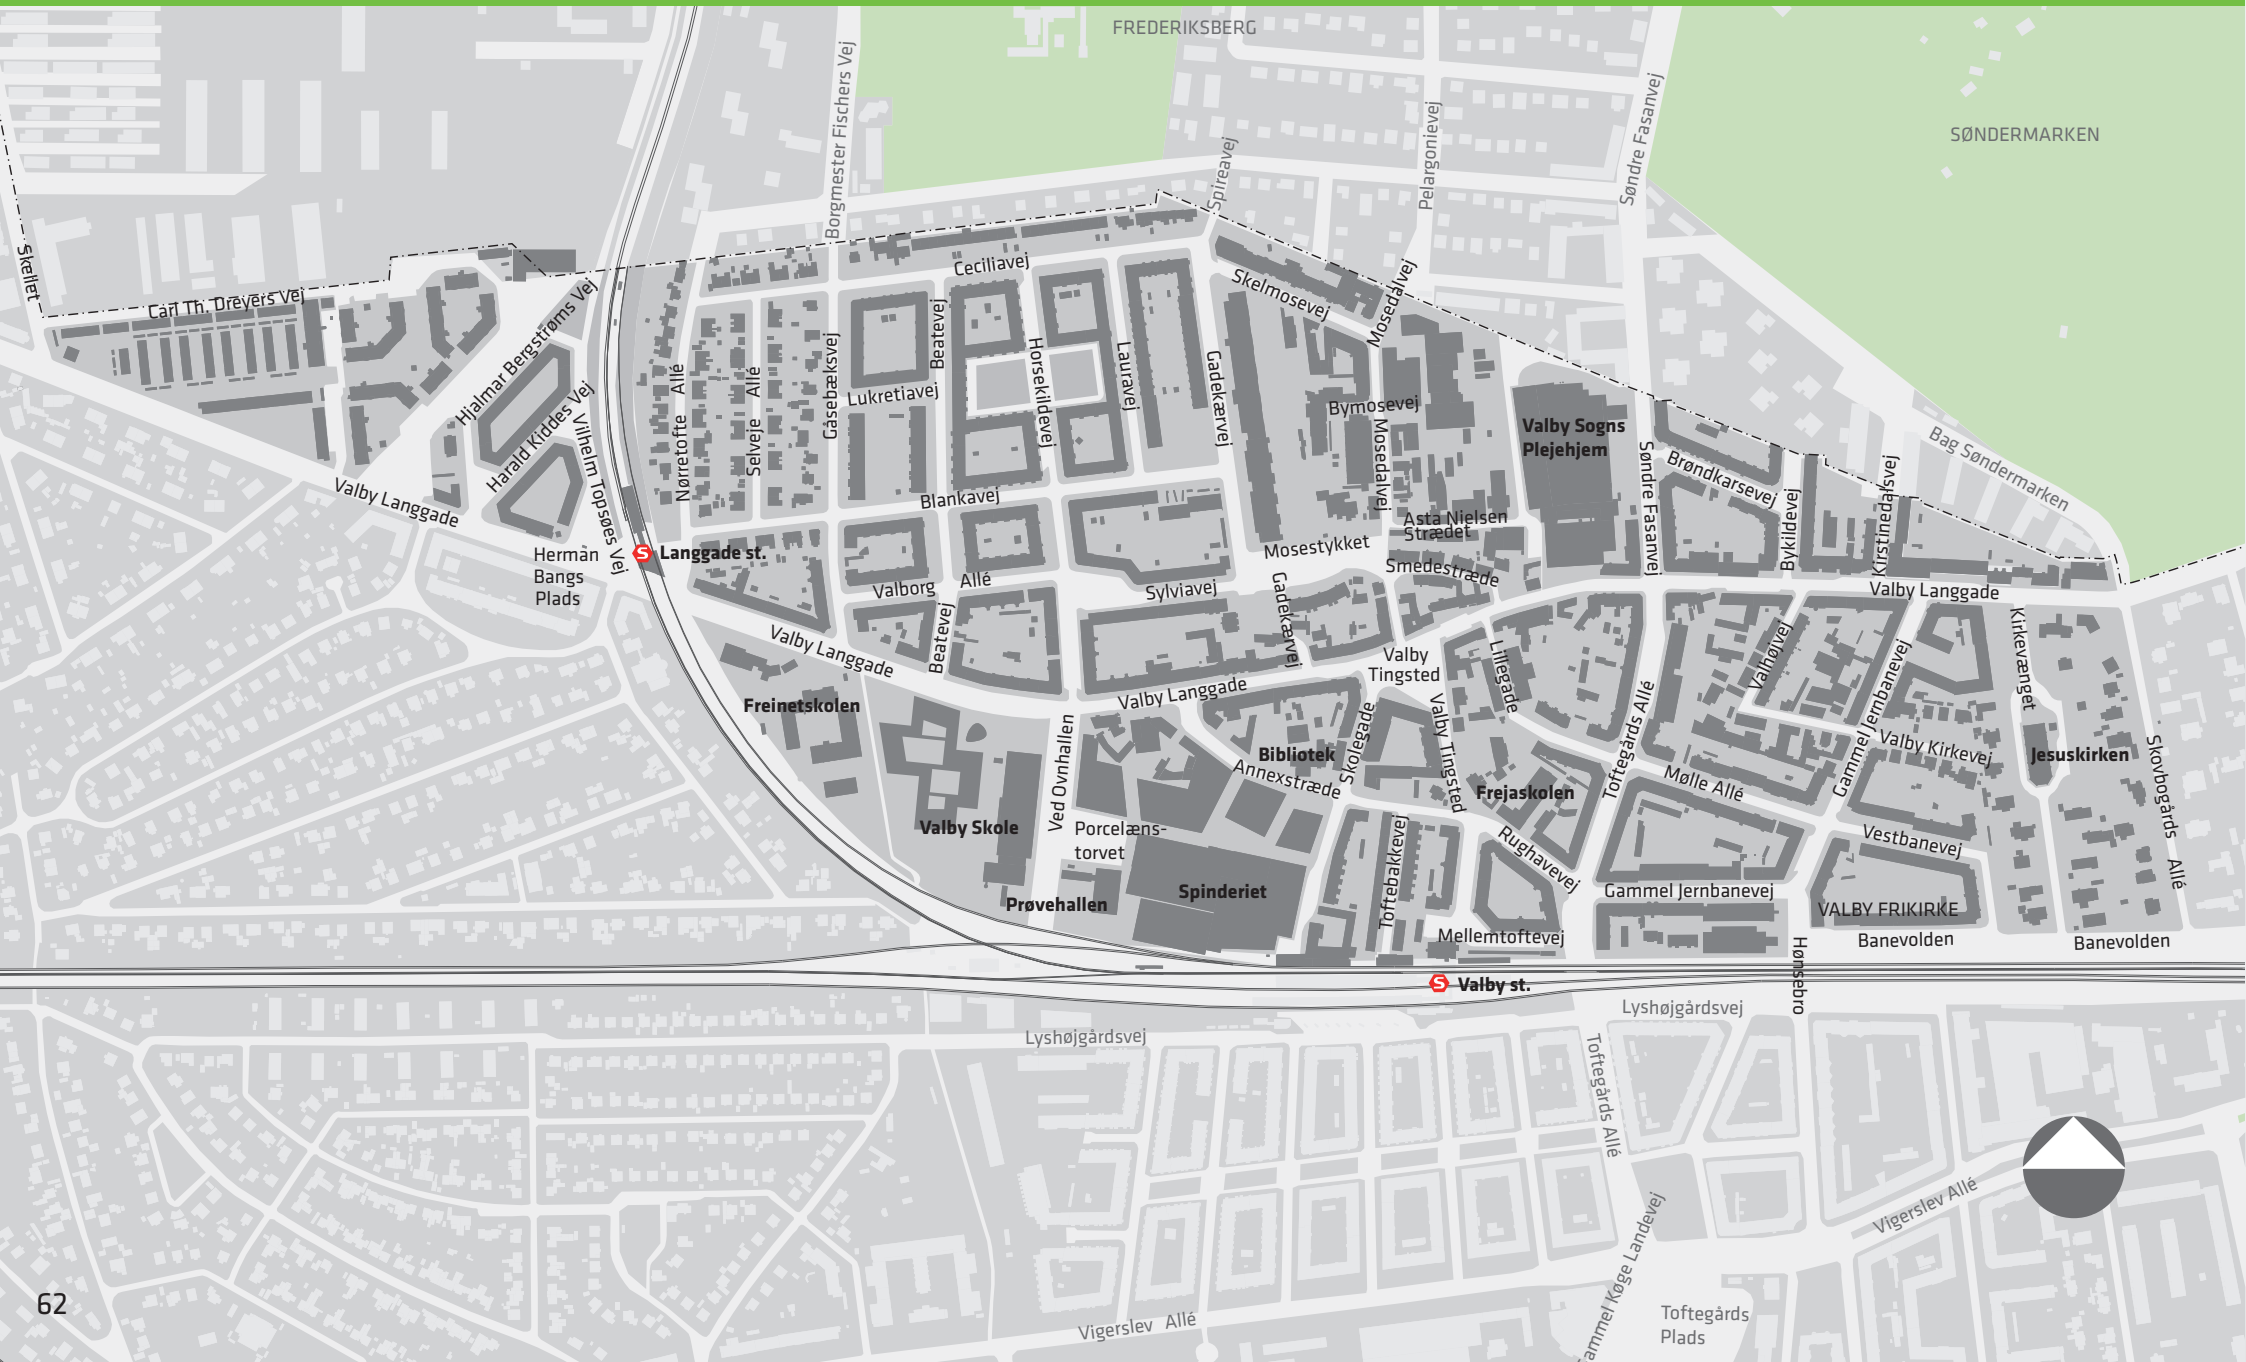 FREDERIKSBERG
Borgmester Fischers Vej
Spireavej
Pelargonievej
Søndre Fasanvej
SØNDERMARKEN
Skellet
Carl Th. Dreyers Vej
Hjalmar Bergstrøms Vej
Harald Kiddes Vej
Vilhelm Topsøes Vej
Valby Langgade
Herman
Bangs
Plads
S Langgade st.
Nørretofte Allé
Selveje Allé
Gåsebæksvej
Ceciliavej
Beatevej
Lukretiavej
Horsekildevej
Lauravej
Gadekærvej
Blankavej
Skelmosevej
Mosedalvej
Bymosevej
Mosedalvej
Valby Sogns
Plejehjem
Søndre Fasanvej
Brøndkarsevej
Bykildevej
Kirstinedalsvej
Bag Søndermarken
Asta Nielsen
Strædet
Mosestykket
Smedestræde
Valborg Allé
Beatevej
Sylviavej
Gadekærvej
Valby Langgade
Valby Langgade
Valby Langgade
Valby
Tingsted
Lillegade
Valby Tingsted
Valhøjvej
Gammel Jernbanevej
Kirkevænget
Valby Kirkevej
Jesuskirken
Skovbogårds Allé
Freinetskolen
Valby Skole
Ved Ovnhallen
Porcelæns-
torvet
Bibliotek
Annexstræde
Skolegade
Frejaskolen
Toftegårds Allé
Mølle Allé
Vestbanevej
Rughavevej
Toftebakkevej
Spinderiet
Prøvehallen
Gammel Jernbanevej
VALBY FRIKIRKE
Mellemtoftevej
Banevolden
Banevolden
Hønsebro
S Valby st.
Lyshøjgårdsvej
Lyshøjgårdsvej
Toftegårds Allé
Gammel Køge Landevej
Vigerslev Allé
Vigerslev Allé
Toftegårds
Plads
62